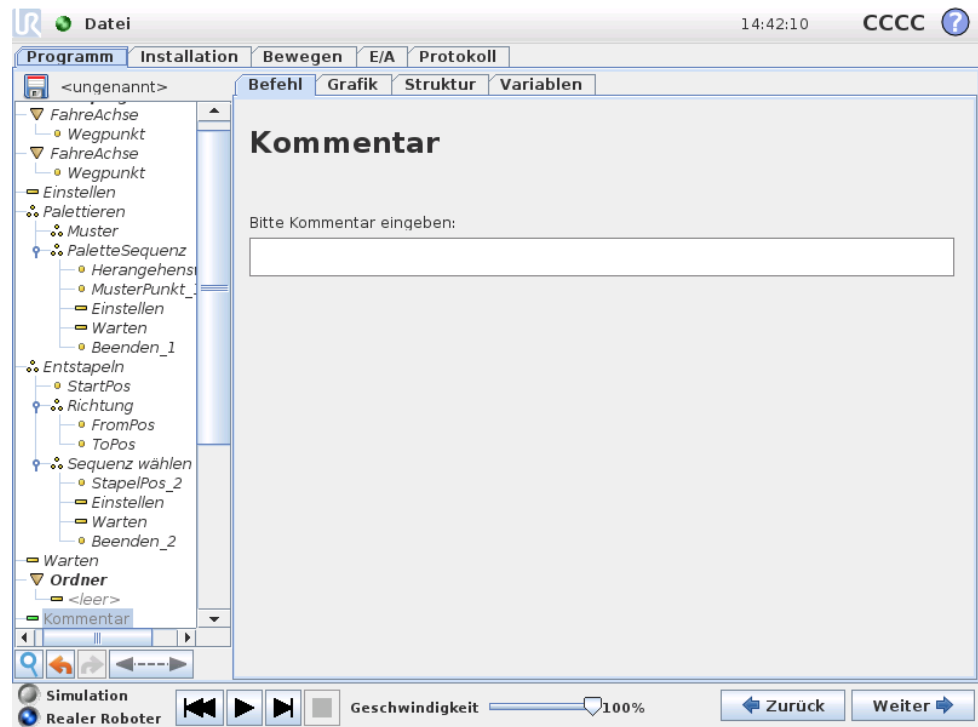 UR Datei 14:42:10 CCCC ?
Programm Installation Bewegen E/A Protokoll
<ungenannt>
Befehl Grafik Struktur Variablen
FahreAchse
Wegpunkt
FahreAchse
Wegpunkt
Einstellen
Palettieren
Muster
PaletteSequenz
MusterPunkt_
Einstellen
Warten
Beenden_1
Entstapeln
StartPos
Richtung
FromPos
ToPos
Sequenz wählen
StapelPos_2
Einstellen
Warten
Beenden_2
Warten
Ordner
<leer>
Kommentar
Kommentar
Bitte Kommentar eingeben:
Simulation
Realer Roboter
Geschwindigkeit 100%
Zurück Weiter